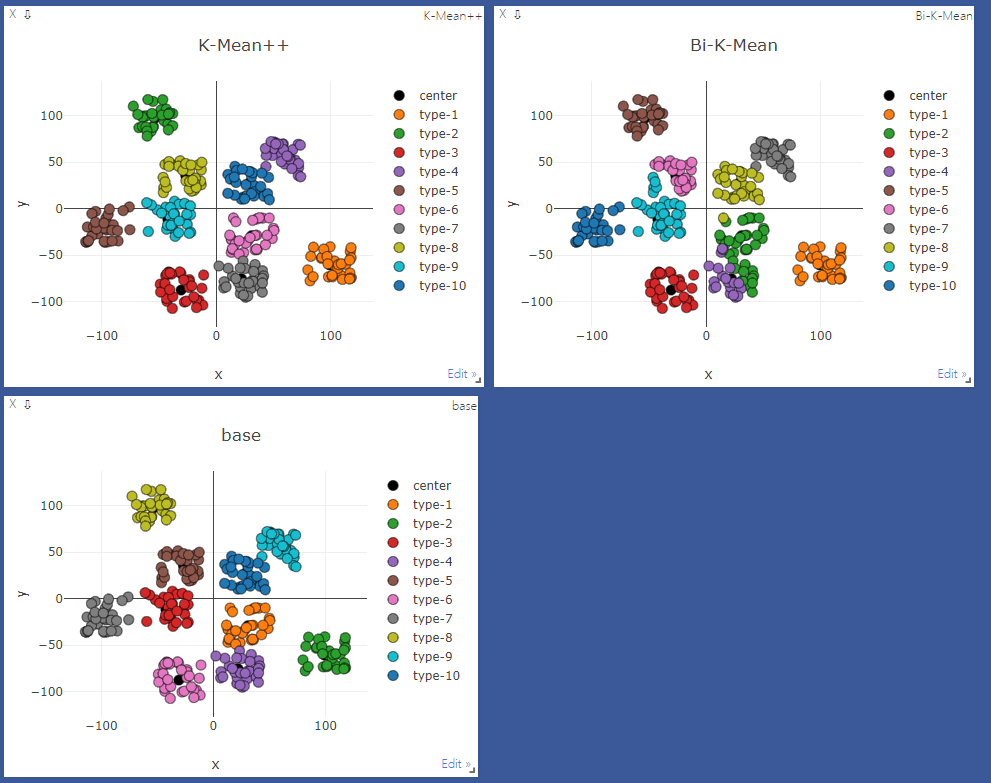 X ⇩ K-Mean++
K-Mean++
100
50
0
−50
−100
y
−100 0 100
x
center
type-1
type-2
type-3
type-4
type-5
type-6
type-7
type-8
type-9
type-10
Edit »
X ⇩ Bi-K-Mean
Bi-K-Mean
100
50
0
−50
−100
y
−100 0 100
x
center
type-1
type-2
type-3
type-4
type-5
type-6
type-7
type-8
type-9
type-10
Edit »
X ⇩ base
base
100
50
0
−50
−100
y
−100 0 100
x
center
type-1
type-2
type-3
type-4
type-5
type-6
type-7
type-8
type-9
type-10
Edit »